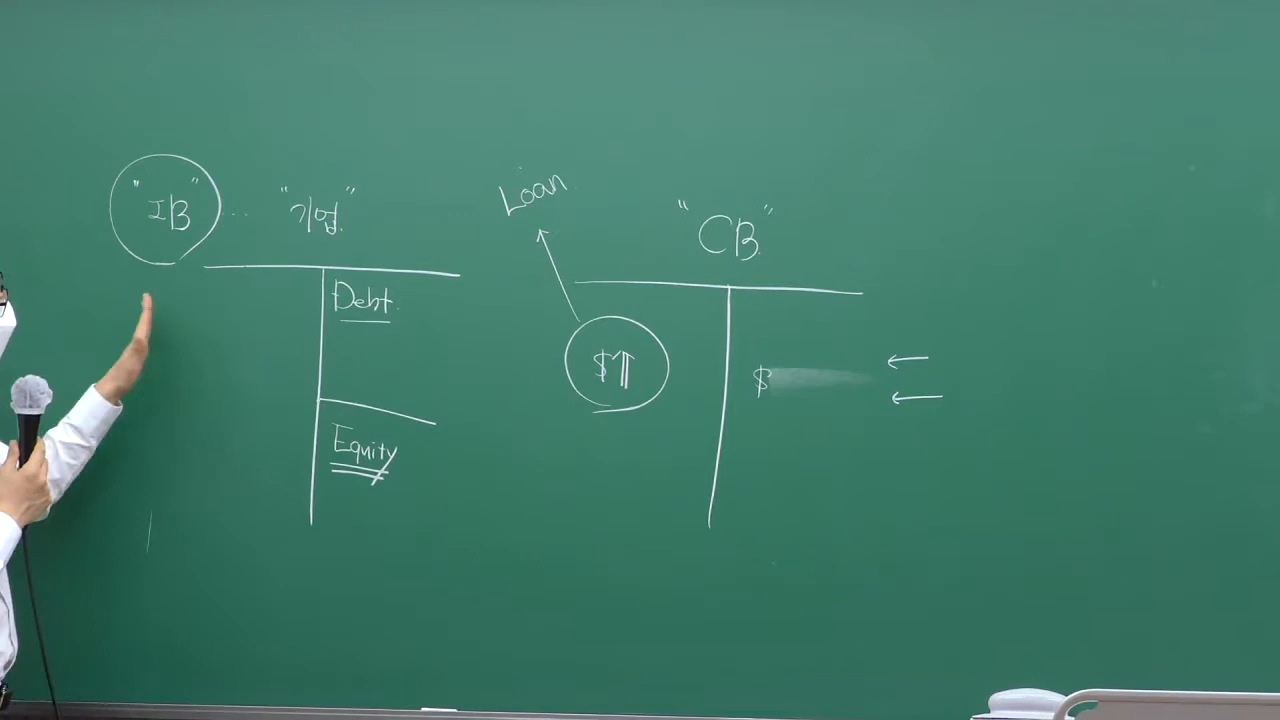 "IB" ... "기업"
Debt.
Equity
Loan
"CB"
$↑
$